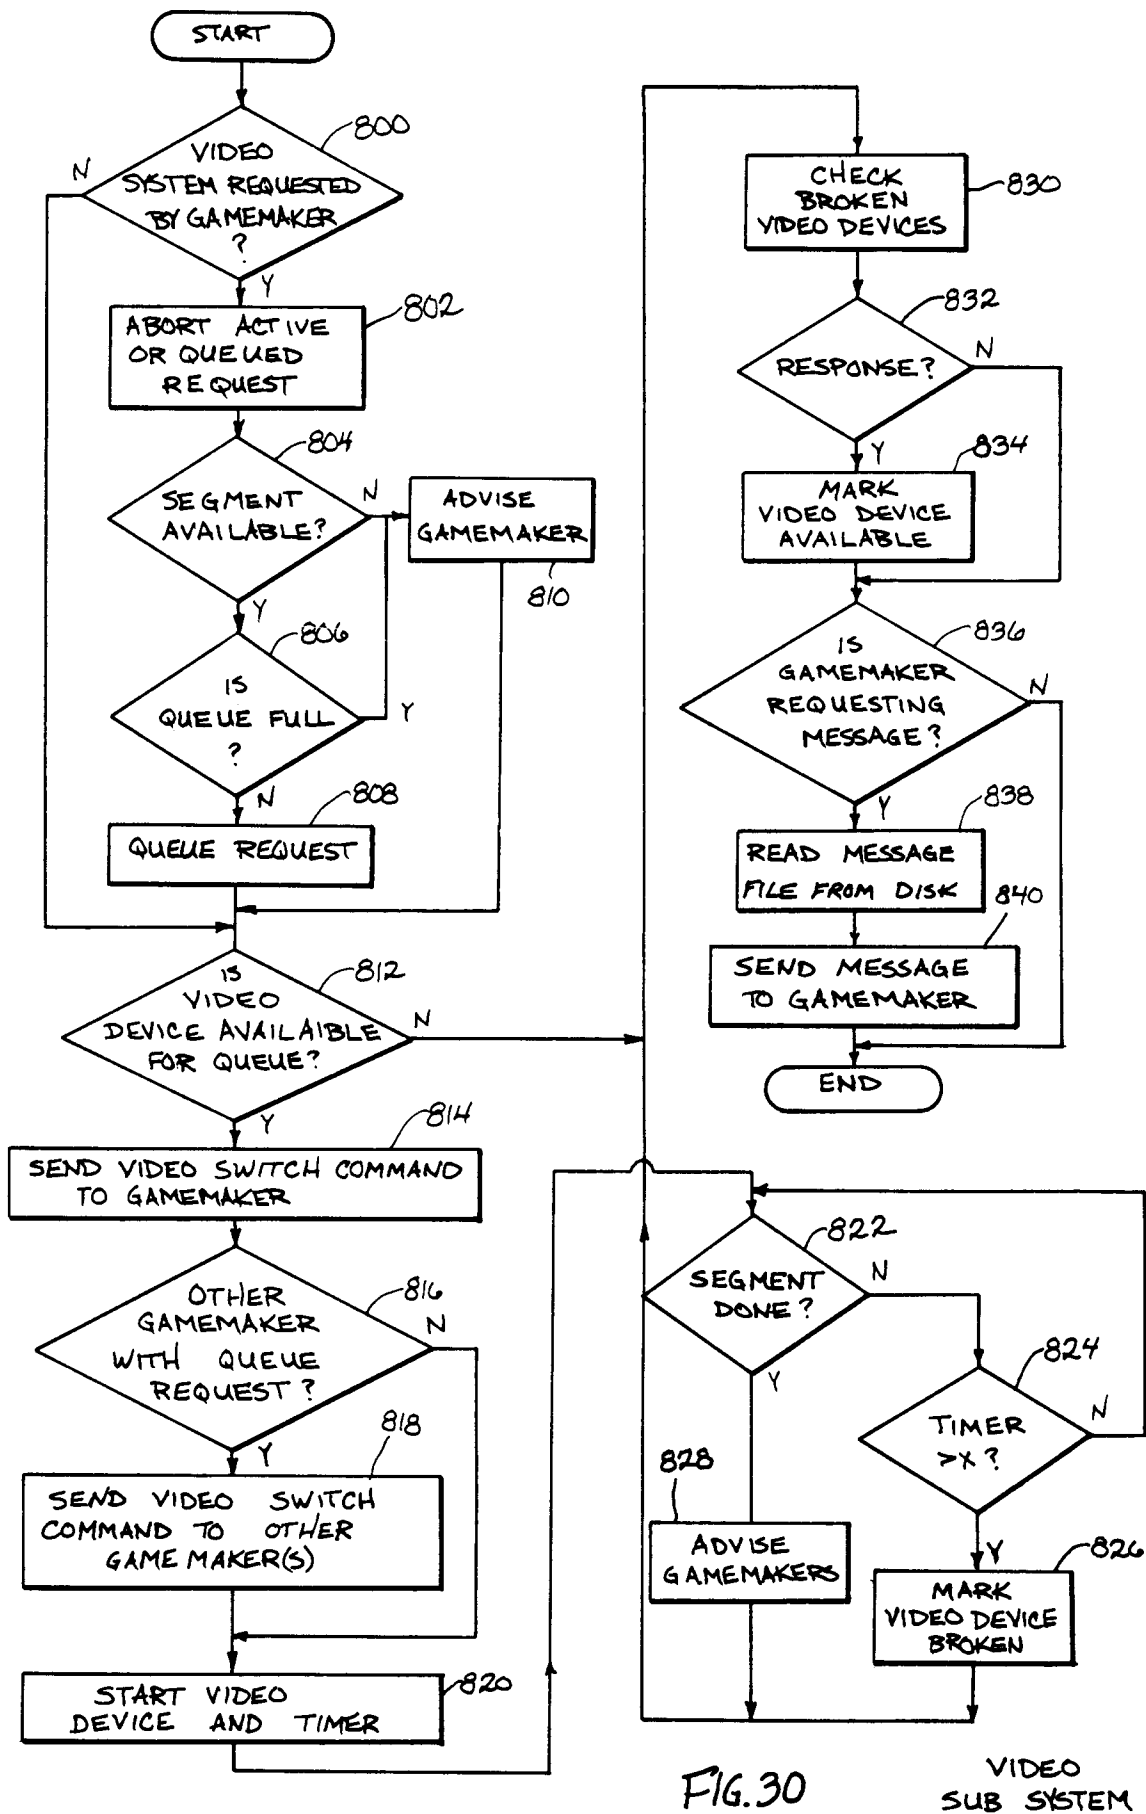 START
800
N
VIDEO
SYSTEM REQUESTED
BY GAMEMAKER
?
Y
802
ABORT ACTIVE
OR QUEUED
REQUEST
804
SEGMENT
AVAILABLE?
N
ADVISE
GAMEMAKER
810
Y
806
IS
QUEUE FULL
?
Y
N
808
QUEUE REQUEST
812
IS
VIDEO
DEVICE AVAILAIBLE
FOR QUEUE?
N
Y
814
SEND VIDEO SWITCH COMMAND
TO GAMEMAKER
816
OTHER
GAMEMAKER
WITH QUEUE
REQUEST?
N
Y
818
SEND VIDEO SWITCH
COMMAND TO OTHER
GAME MAKER(S)
820
START VIDEO
DEVICE AND TIMER
830
CHECK
BROKEN
VIDEO DEVICES
832
RESPONSE?
N
Y
834
MARK
VIDEO DEVICE
AVAILABLE
836
IS
GAMEMAKER
REQUESTING
MESSAGE?
N
Y
838
READ MESSAGE
FILE FROM DISK
840
SEND MESSAGE
TO GAMEMAKER
END
822
SEGMENT
DONE?
N
Y
824
TIMER
>X?
N
Y
828
ADVISE
GAMEMAKERS
826
MARK
VIDEO DEVICE
BROKEN
FIG.30
VIDEO
SUB SYSTEM